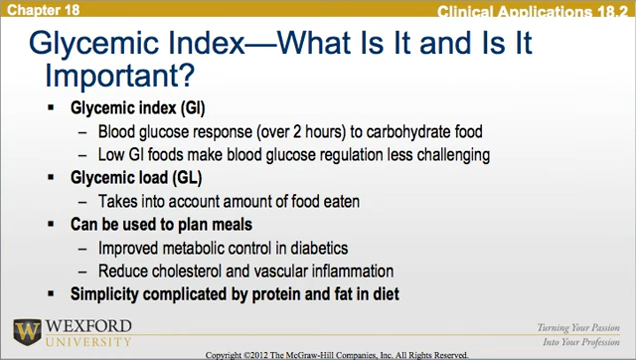 Chapter 18
Clinical Applications 18.2
Glycemic Index—What Is It and Is It
Important?
▪ Glycemic index (GI)
– Blood glucose response (over 2 hours) to carbohydrate food
– Low GI foods make blood glucose regulation less challenging
▪ Glycemic load (GL)
– Takes into account amount of food eaten
▪ Can be used to plan meals
– Improved metabolic control in diabetics
– Reduce cholesterol and vascular inflammation
▪ Simplicity complicated by protein and fat in diet
W WEXFORD
UNIVERSITY
Turning Your Passion
Into Your Profession
Copyright ©2012 The McGraw-Hill Companies, Inc. All Rights Reserved.